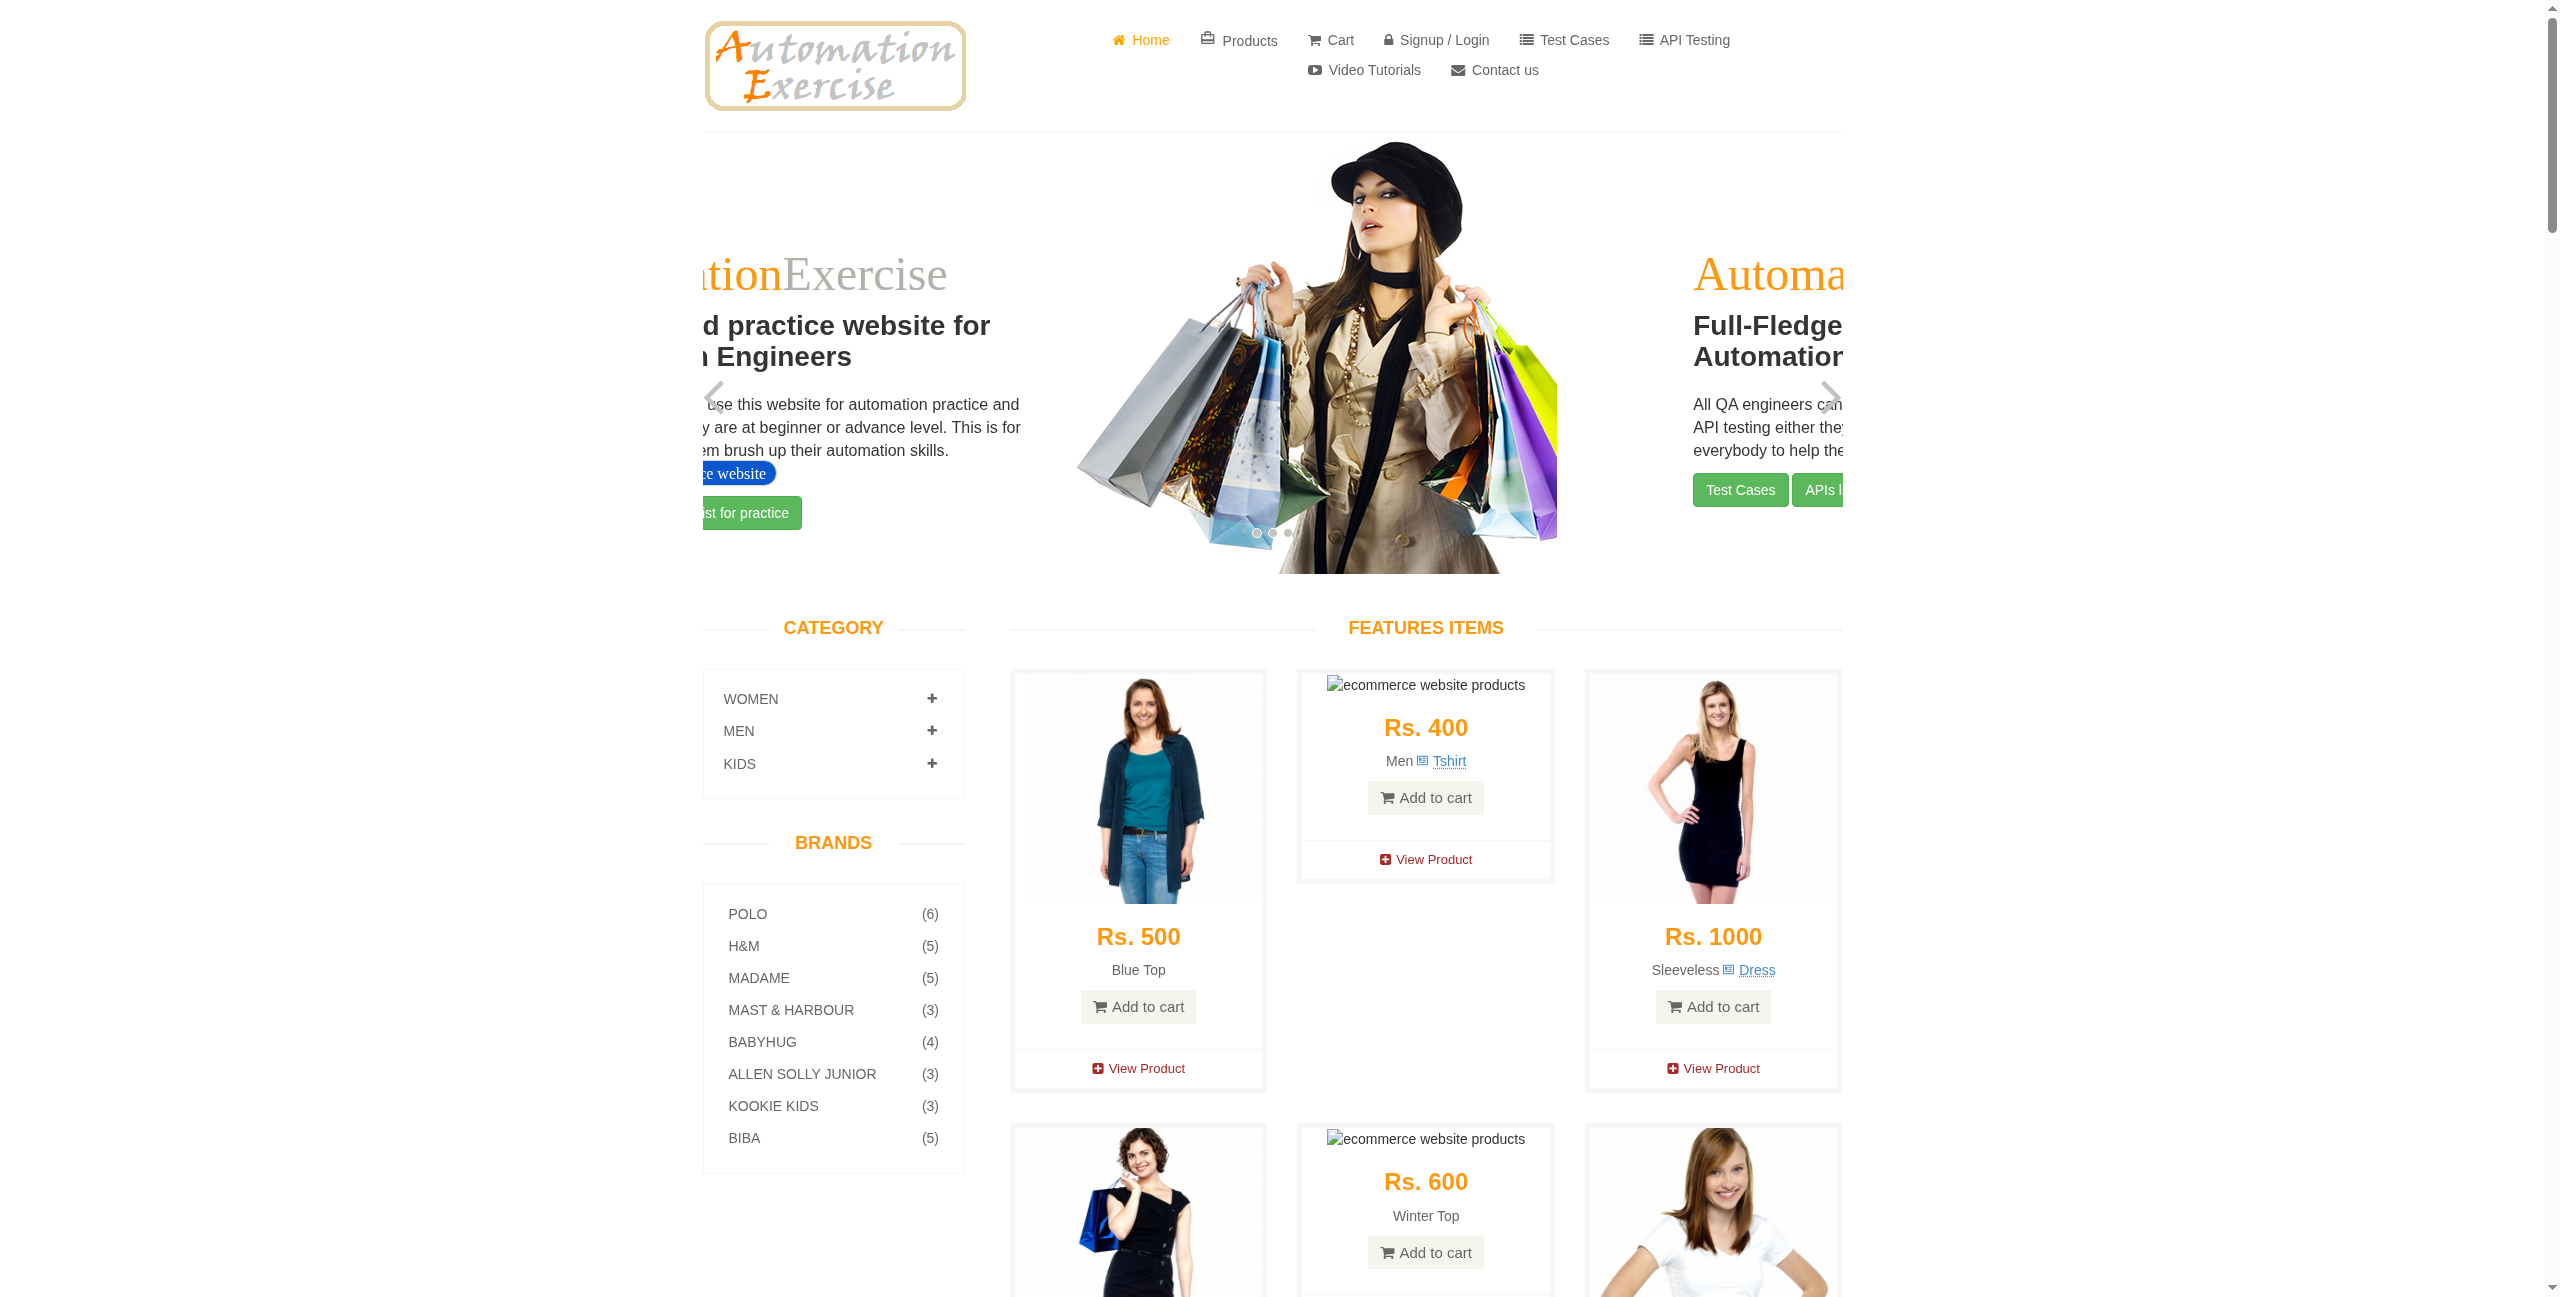 Automation
Exercise
Home
Products
Cart
Signup / Login
Test Cases
API Testing
Video Tutorials
Contact us
tionExercise
d practice website for
Engineers
use this website for automation practice and
y are at beginner or advance level. This is for
em brush up their automation skills.
ce website
ist for practice
Automa
Full-Fledge
Automation
All QA engineers can
API testing either they
everybody to help the
Test Cases
APIs l
CATEGORY
WOMEN
MEN
KIDS
BRANDS
POLO (6)
H&M (5)
MADAME (5)
MAST & HARBOUR (3)
BABYHUG (4)
ALLEN SOLLY JUNIOR (3)
KOOKIE KIDS (3)
BIBA (5)
FEATURES ITEMS
Rs. 500
Blue Top
Add to cart
View Product
ecommerce website products
Rs. 400
Men Tshirt
Add to cart
View Product
Rs. 1000
Sleeveless Dress
Add to cart
View Product
ecommerce website products
Rs. 600
Winter Top
Add to cart